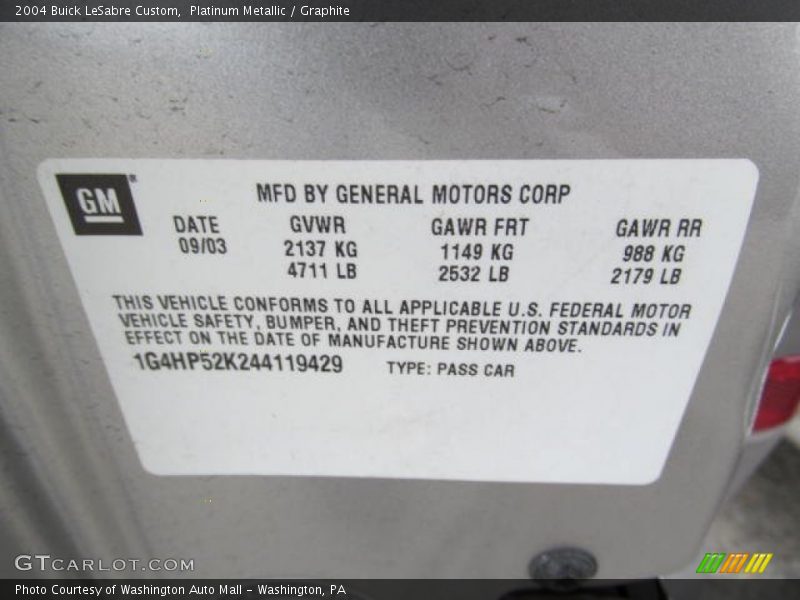 2004 Buick LeSabre Custom, Platinum Metallic / Graphite
GM
MFD BY GENERAL MOTORS CORP
DATE GVWR GAWR FRT GAWR RR
09/03 2137 KG 1149 KG 988 KG
4711 LB 2532 LB 2179 LB
THIS VEHICLE CONFORMS TO ALL APPLICABLE U.S. FEDERAL MOTOR
VEHICLE SAFETY, BUMPER, AND THEFT PREVENTION STANDARDS IN
EFFECT ON THE DATE OF MANUFACTURE SHOWN ABOVE.
1G4HP52K244119429 TYPE: PASS CAR
GTCARLOT.COM
Photo Courtesy of Washington Auto Mall - Washington, PA